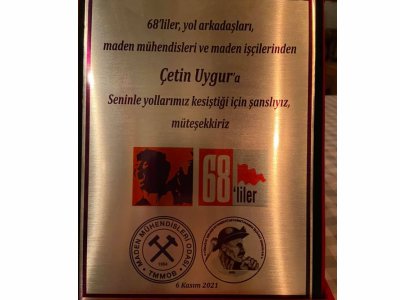 68'liler, yol arkadaşları,
maden mühendisleri ve maden işçilerinden
Çetin Uygur'a
Seninle yollarımız kesiştiği için şanslıyız,
müteşekkiriz
68
'liler
MADEN MÜHENDİSLERİ ODASI
1954
TMMOB
6 Kasım 2021